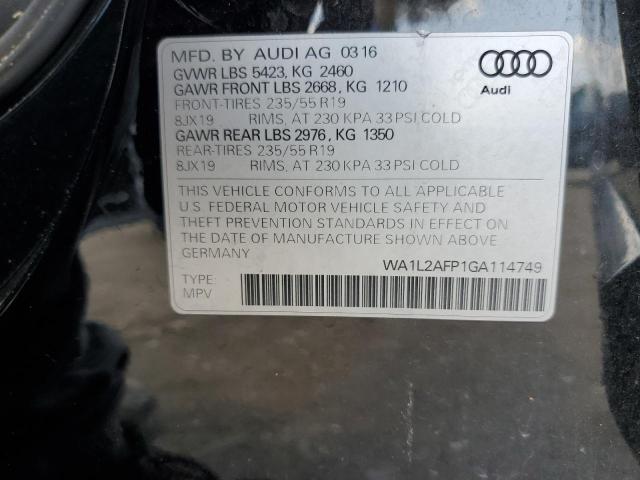 MFD. BY AUDI AG 03 16
GVWR LBS 5423, KG 2460
GAWR FRONT LBS 2668, KG 1210
FRONT-TIRES 235/55 R19
8JX19 RIMS, AT 230 KPA 33 PSI COLD
GAWR REAR LBS 2976, KG 1350
REAR-TIRES 235/55 R19
8JX19 RIMS, AT 230 KPA 33 PSI COLD
Audi
THIS VEHICLE CONFORMS TO ALL APPLICABLE
U.S. FEDERAL MOTOR VEHICLE SAFETY AND
THEFT PREVENTION STANDARDS IN EFFECT ON
THE DATE OF MANUFACTURE SHOWN ABOVE
GERMANY
WA1L2AFP1GA114749
TYPE:
MPV